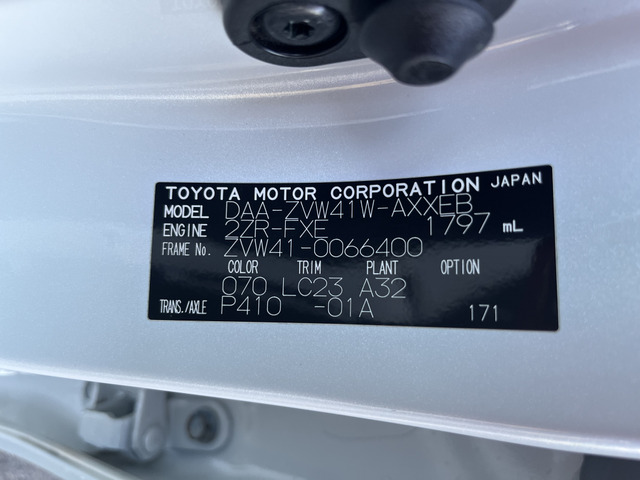 TOYOTA MOTOR CORPORATION JAPAN
MODEL DAA-ZVW41W-AXXEB
ENGINE 2ZR-FXE 1797 mL
FRAME No. ZVW41-0066400
COLOR TRIM PLANT OPTION
070 LC23 A32
TRANS./AXLE P410 -01A 171